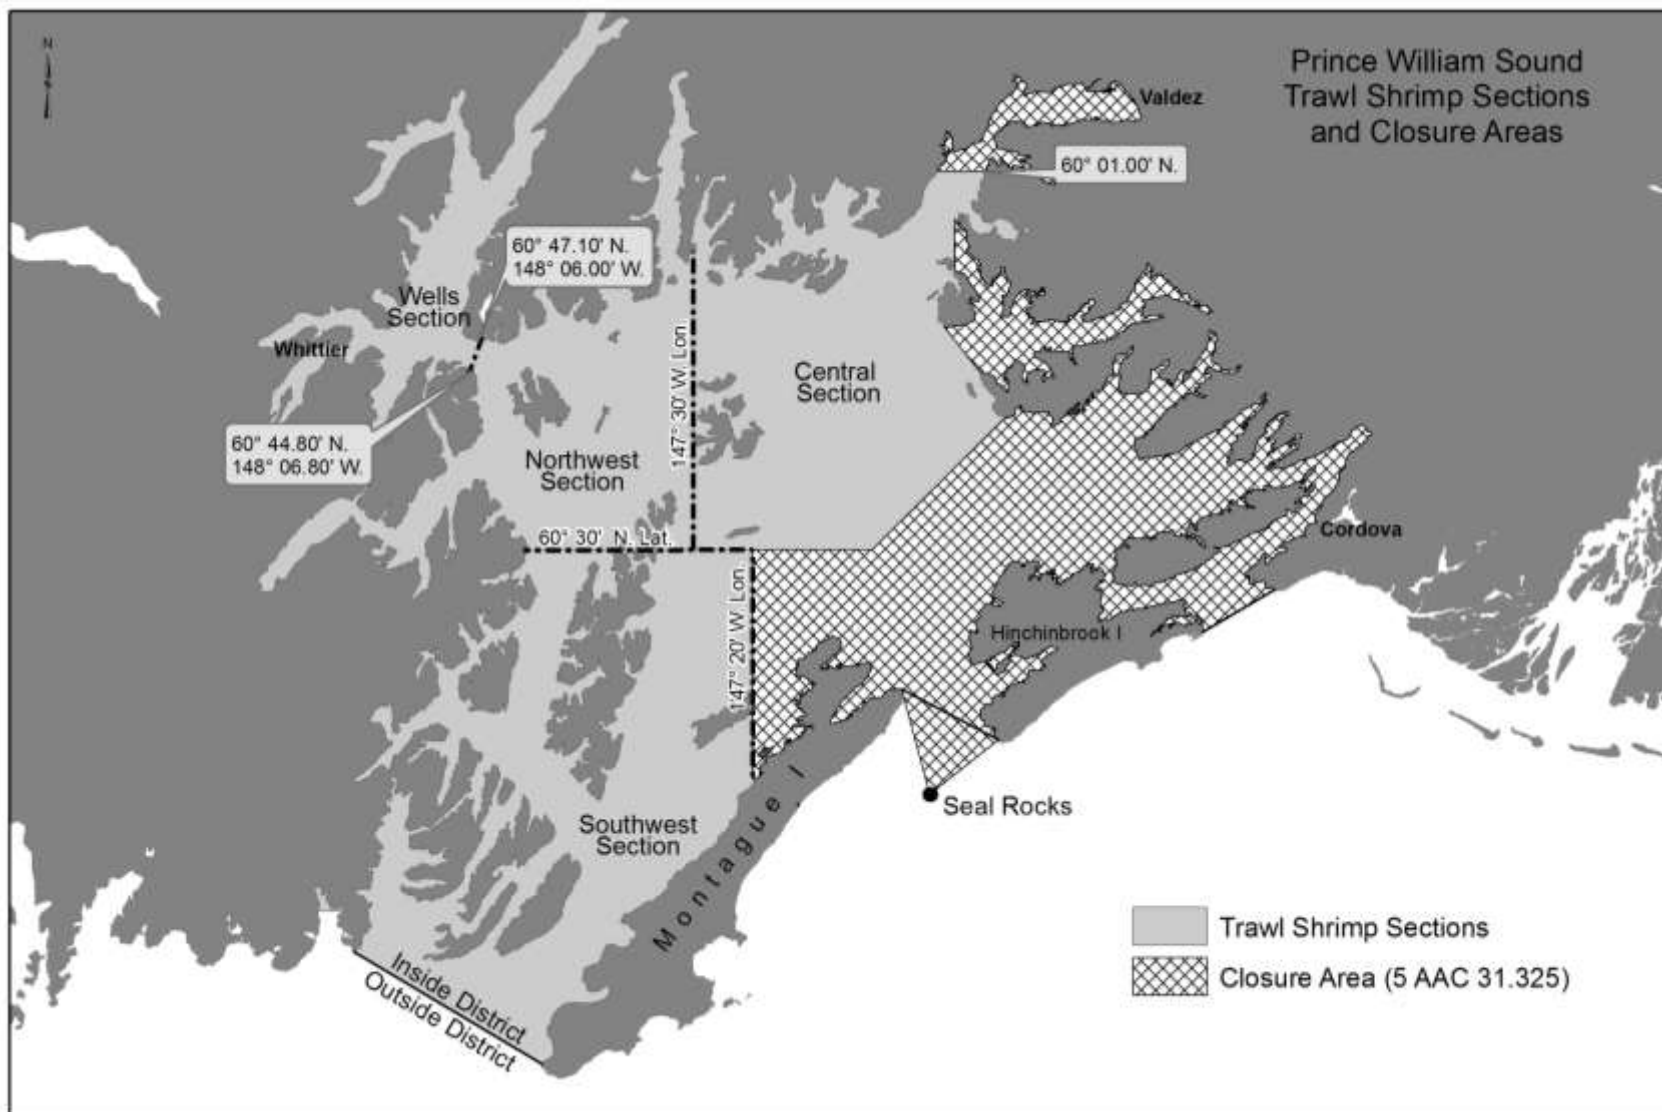 N
Prince William Sound
Trawl Shrimp Sections
and Closure Areas
Valdez
60° 01.00' N.
60° 47.10' N.
148° 06.00' W.
Wells
Section
Whittier
147° 30' W. Lon.
Central
Section
60° 44.80' N.
148° 06.80' W.
Northwest
Section
60° 30' N. Lat.
Cordova
147° 20' W. Lon.
Hinchinbrook I
Seal Rocks
Montague I
Southwest
Section
Inside District
Outside District
Trawl Shrimp Sections
Closure Area (5 AAC 31.325)